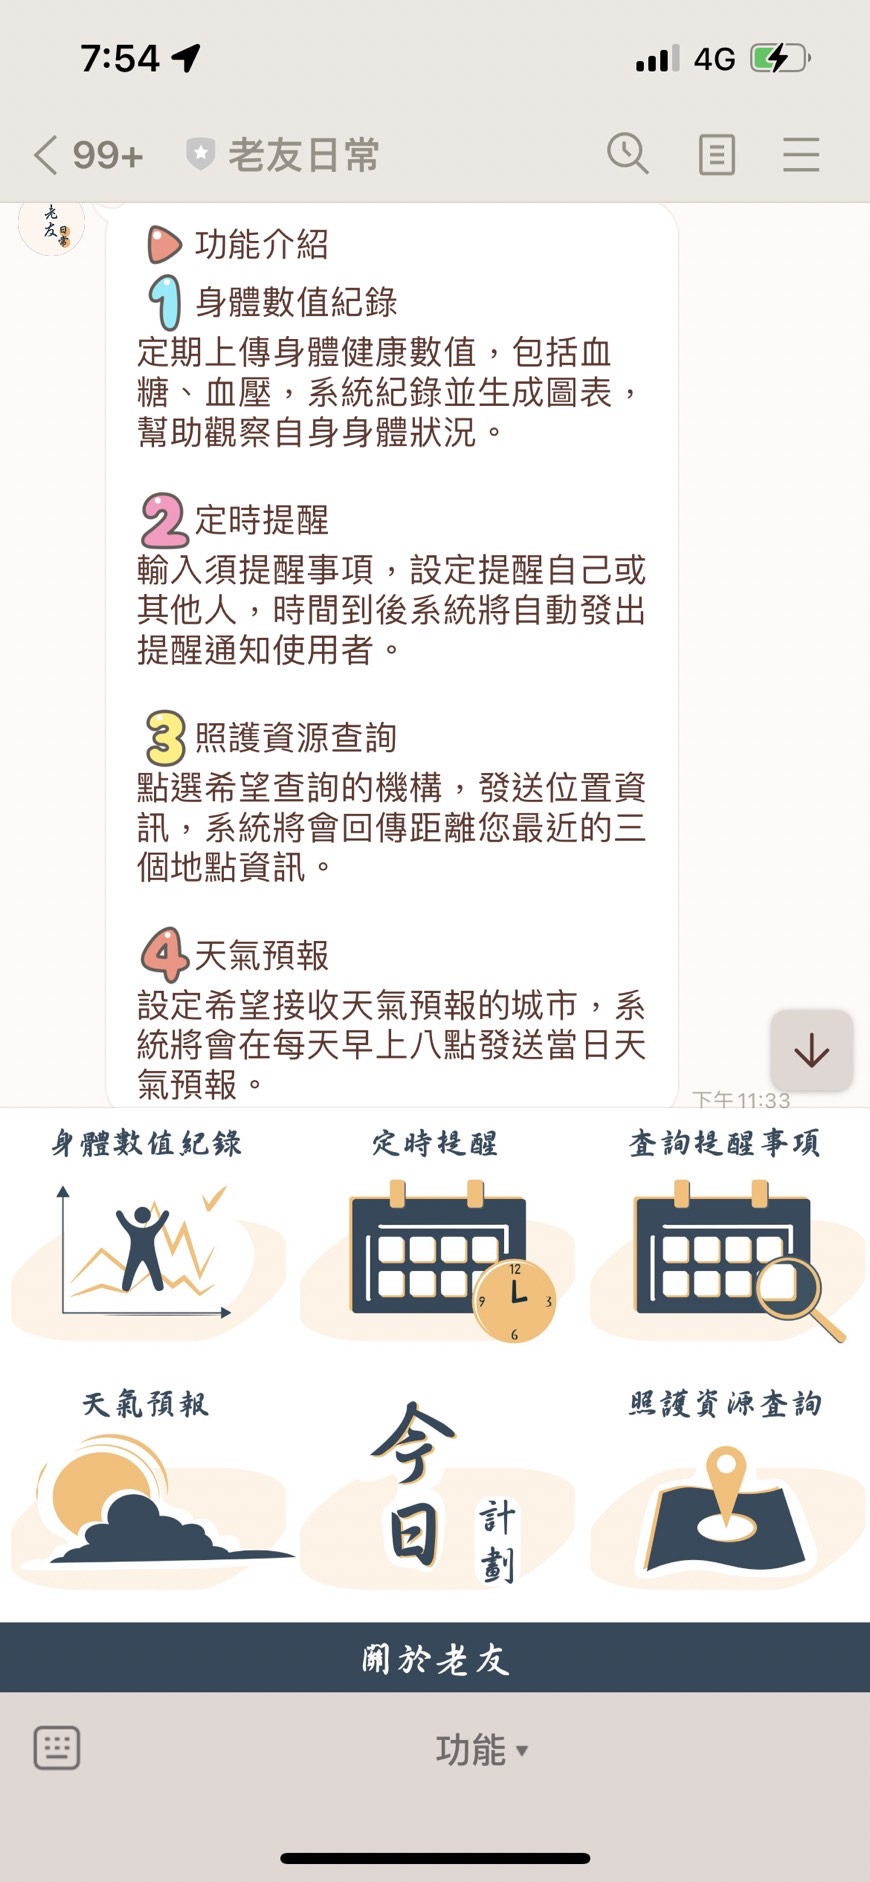 7:54
4G
99+
老友日常
老友日常
功能介紹
1 身體數值紀錄
定期上傳身體健康數值，包括血
糖、血壓，系統紀錄並生成圖表，
幫助觀察自身身體狀況。
2 定時提醒
輸入須提醒事項，設定提醒自己或
其他人，時間到後系統將自動發出
提醒通知使用者。
3 照護資源查詢
點選希望查詢的機構，發送位置資
訊，系統將會回傳距離您最近的三
個地點資訊。
4 天氣預報
設定希望接收天氣預報的城市，系
統將會在每天早上八點發送當日天
氣預報。
下午11:33
身體數值紀錄
定時提醒
查詢提醒事項
12
3
6
9
天氣預報
今日
計劃
照護資源查詢
關於老友
功能